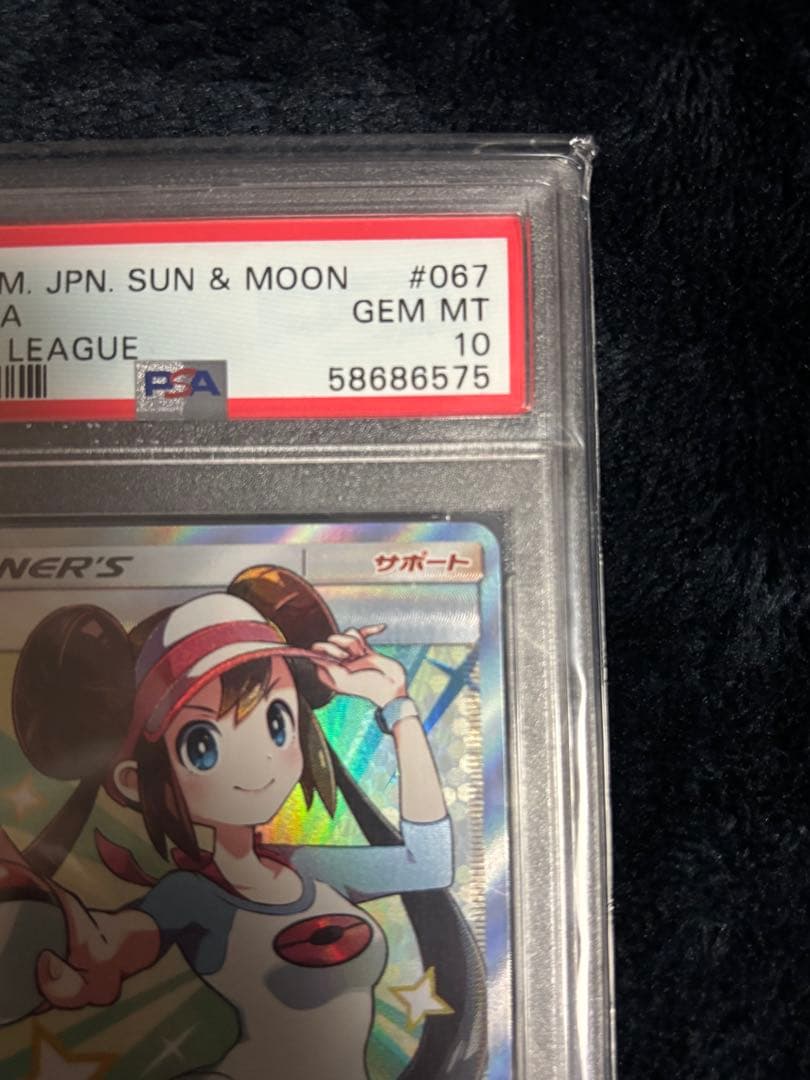 M. JPN. SUN & MOON #067
A GEM MT
LEAGUE 10
PSA 58686575
NER'S サポート